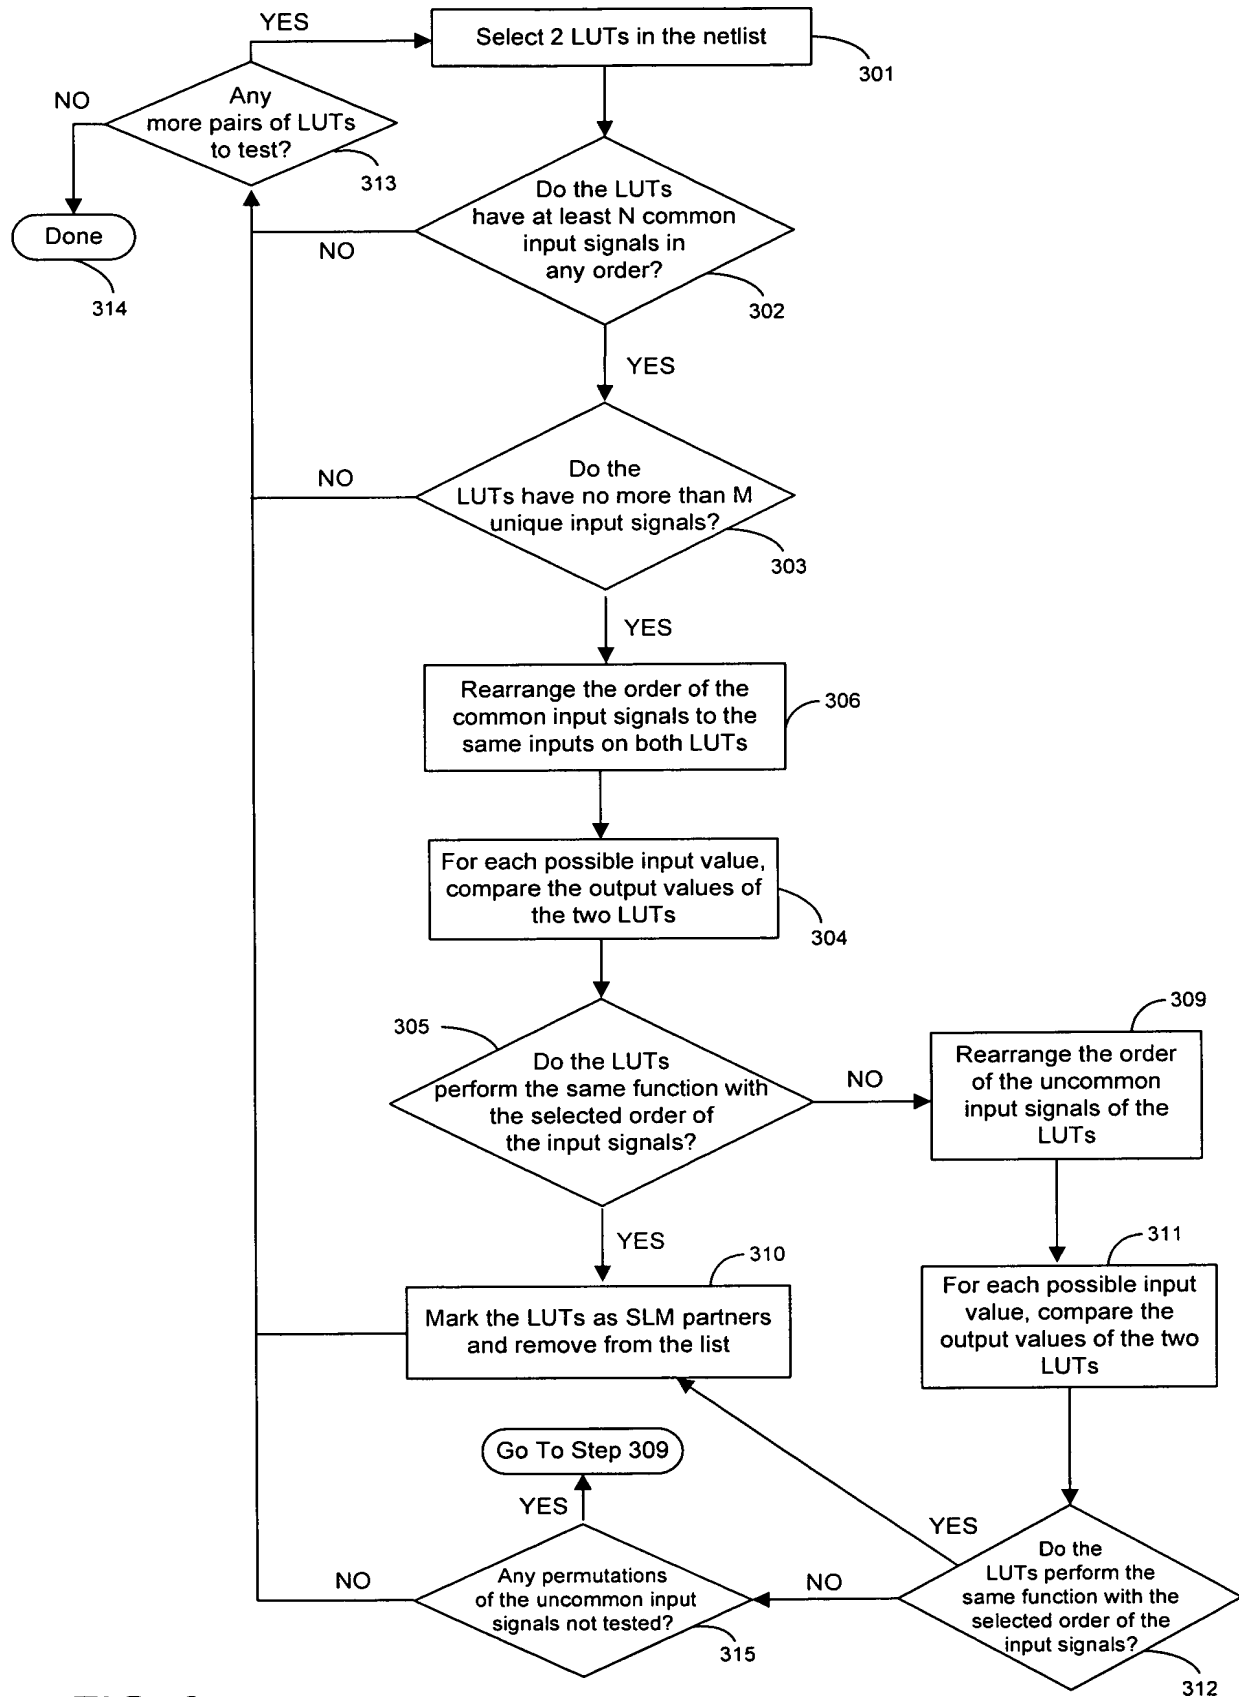 YES
Select 2 LUTs in the netlist
301
NO
Any
more pairs of LUTs
to test?
313
Done
314
Do the LUTs
have at least N common
input signals in
any order?
NO
302
YES
NO
Do the
LUTs have no more than M
unique input signals?
303
YES
Rearrange the order of the
common input signals to the
same inputs on both LUTs
306
For each possible input value,
compare the output values of
the two LUTs
304
305
Do the LUTs
perform the same function with
the selected order of
the input signals?
NO
309
Rearrange the order
of the uncommon
input signals of the
LUTs
YES
310
Mark the LUTs as SLM partners
and remove from the list
311
For each possible input
value, compare the
output values of the two
LUTs
Go To Step 309
YES
YES
NO
Any permutations
of the uncommon input
signals not tested?
315
NO
Do the
LUTs perform the
same function with the
selected order of the
input signals?
312